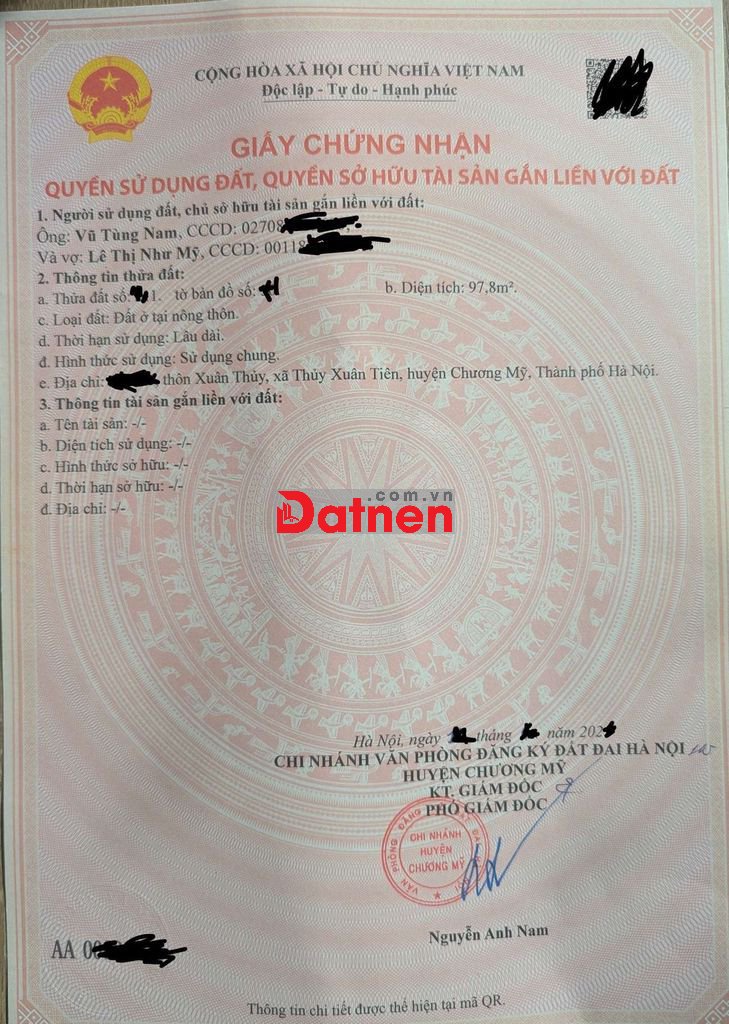 CỘNG HÒA XÃ HỘI CHỦ NGHĨA VIỆT NAM
Độc lập - Tự do - Hạnh phúc
GIẤY CHỨNG NHẬN
QUYỀN SỬ DỤNG ĐẤT, QUYỀN SỞ HỮU TÀI SẢN GẮN LIỀN VỚI ĐẤT
1. Người sử dụng đất, chủ sở hữu tài sản gắn liền với đất:
Ông: Vũ Tùng Nam, CCCD: 02708
Và vợ: Lê Thị Như Mỹ, CCCD: 0011
2. Thông tin thửa đất:
a. Thửa đất số: 1. tờ bản đồ số: b. Diện tích: 97,8m².
c. Loại đất: Đất ở tại nông thôn.
d. Thời hạn sử dụng: Lâu dài.
đ. Hình thức sử dụng: Sử dụng chung.
e. Địa chỉ: thôn Xuân Thủy, xã Thủy Xuân Tiên, huyện Chương Mỹ, Thành phố Hà Nội.
3. Thông tin tài sản gắn liền với đất:
a. Tên tài sản: -/-
b. Diện tích sử dụng: -/-
c. Hình thức sở hữu: -/-
d. Thời hạn sở hữu: -/-
đ. Địa chỉ: -/-
.com.vn
Datnen
Hà Nội, ngày tháng năm 202
CHI NHÁNH VĂN PHÒNG ĐĂNG KÝ ĐẤT ĐAI HÀ NỘI
HUYỆN CHƯƠNG MỸ
KT. GIÁM ĐỐC
PHÓ GIÁM ĐỐC
CHI NHÁNH
HUYỆN
CHƯƠNG MỸ
Nguyễn Anh Nam
AA 0
Thông tin chi tiết được thể hiện tại mã QR.